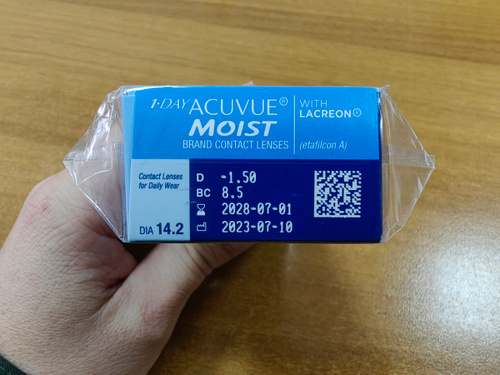 1-DAY ACUVUE®
MOIST
BRAND CONTACT LENSES
WITH
LACREON®
(etafilcon A)
Contact Lenses
for Daily Wear
DIA 14.2
D -1.50
BC 8.5
2028-07-01
2023-07-10